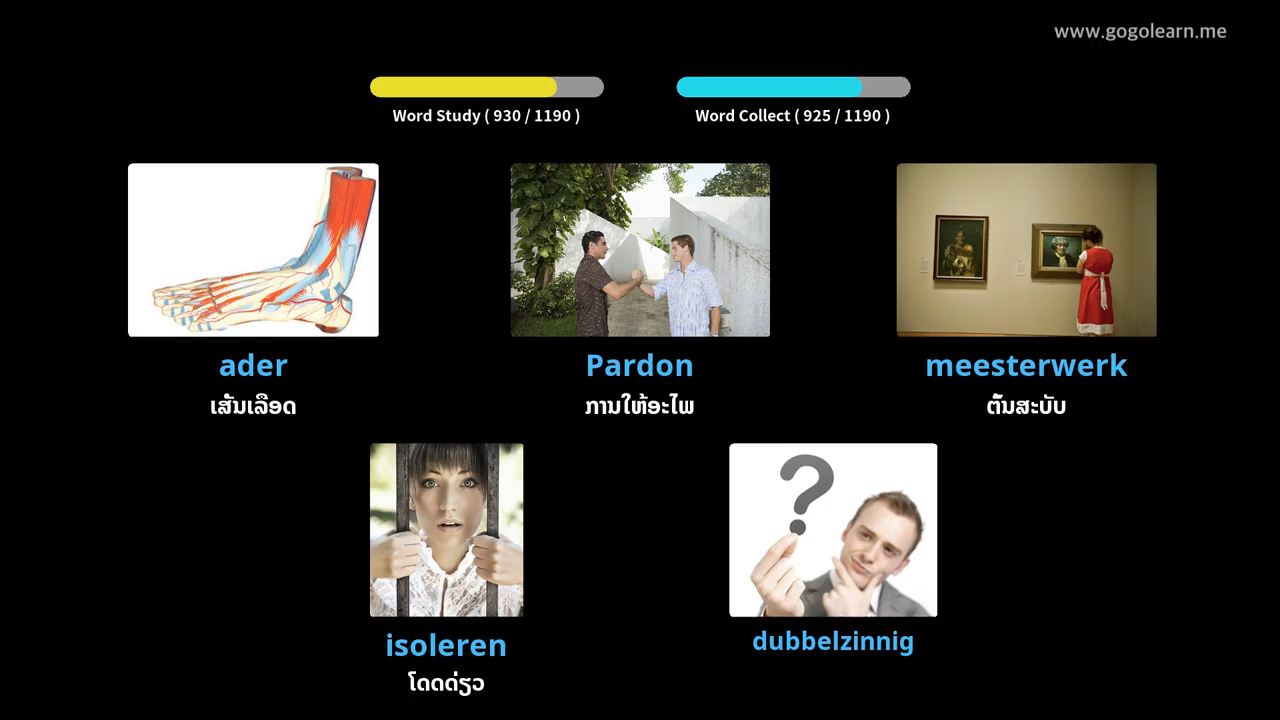 www.gogolearn.me
Word Study ( 930 / 1190 )
Word Collect ( 925 / 1190 )
ader
Pardon
meesterwerk
ເສັ້ນເລືອດ
ການໃຫ້ອະໄພ
ຕົ້ນສະບັບ
isoleren
dubbelzinnig
ໂດດດ່ຽວ